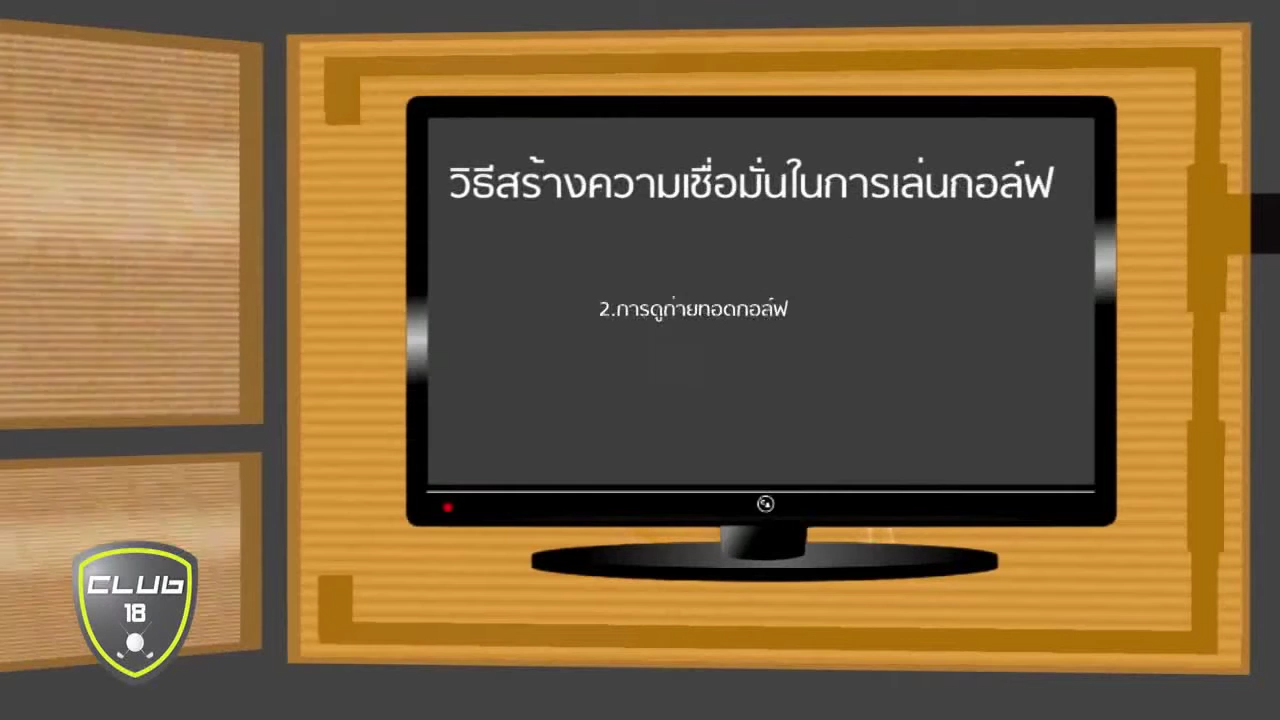 วิธีสร้างความเชื่อมั่นในการเล่นกอล์ฟ
2.การดูถ่ายทอดกอล์ฟ
CLUb
18